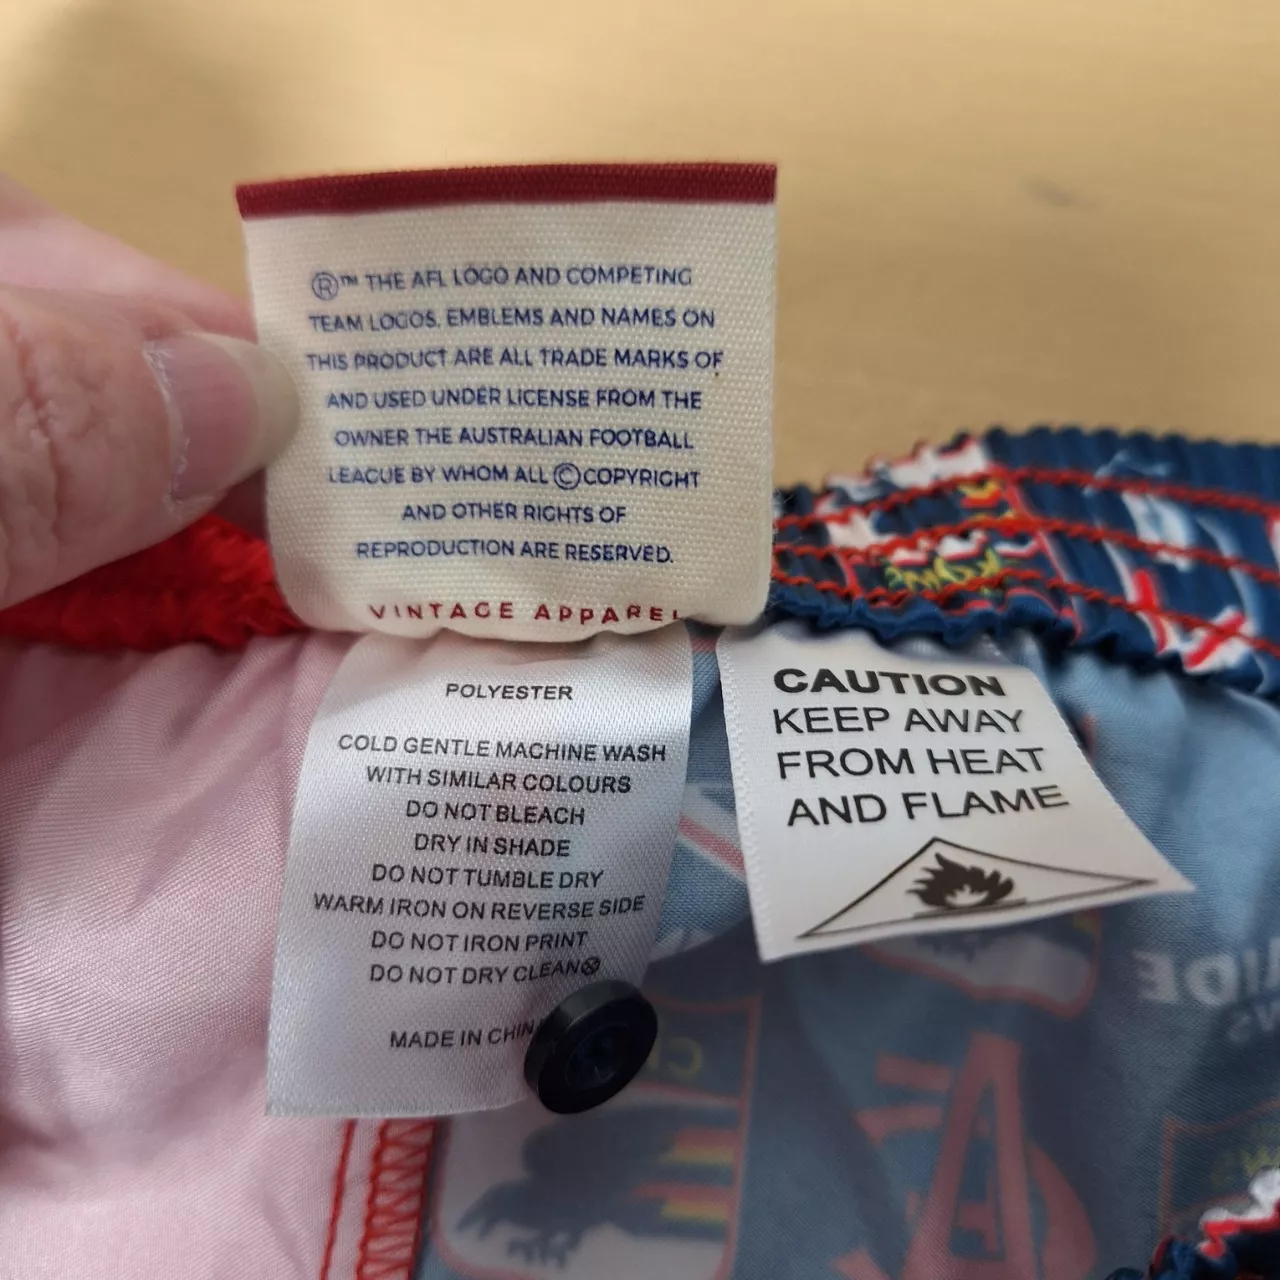 ®™ THE AFL LOGO AND COMPETING
TEAM LOGOS, EMBLEMS AND NAMES ON
THIS PRODUCT ARE ALL TRADE MARKS OF
AND USED UNDER LICENSE FROM THE
OWNER THE AUSTRALIAN FOOTBALL
LEAGUE BY WHOM ALL © COPYRIGHT
AND OTHER RIGHTS OF
REPRODUCTION ARE RESERVED.
VINTAGE APPAREL
POLYESTER
COLD GENTLE MACHINE WASH
WITH SIMILAR COLOURS
DO NOT BLEACH
DRY IN SHADE
DO NOT TUMBLE DRY
WARM IRON ON REVERSE SIDE
DO NOT IRON PRINT
DO NOT DRY CLEAN
MADE IN CHIN
CAUTION
KEEP AWAY
FROM HEAT
AND FLAME